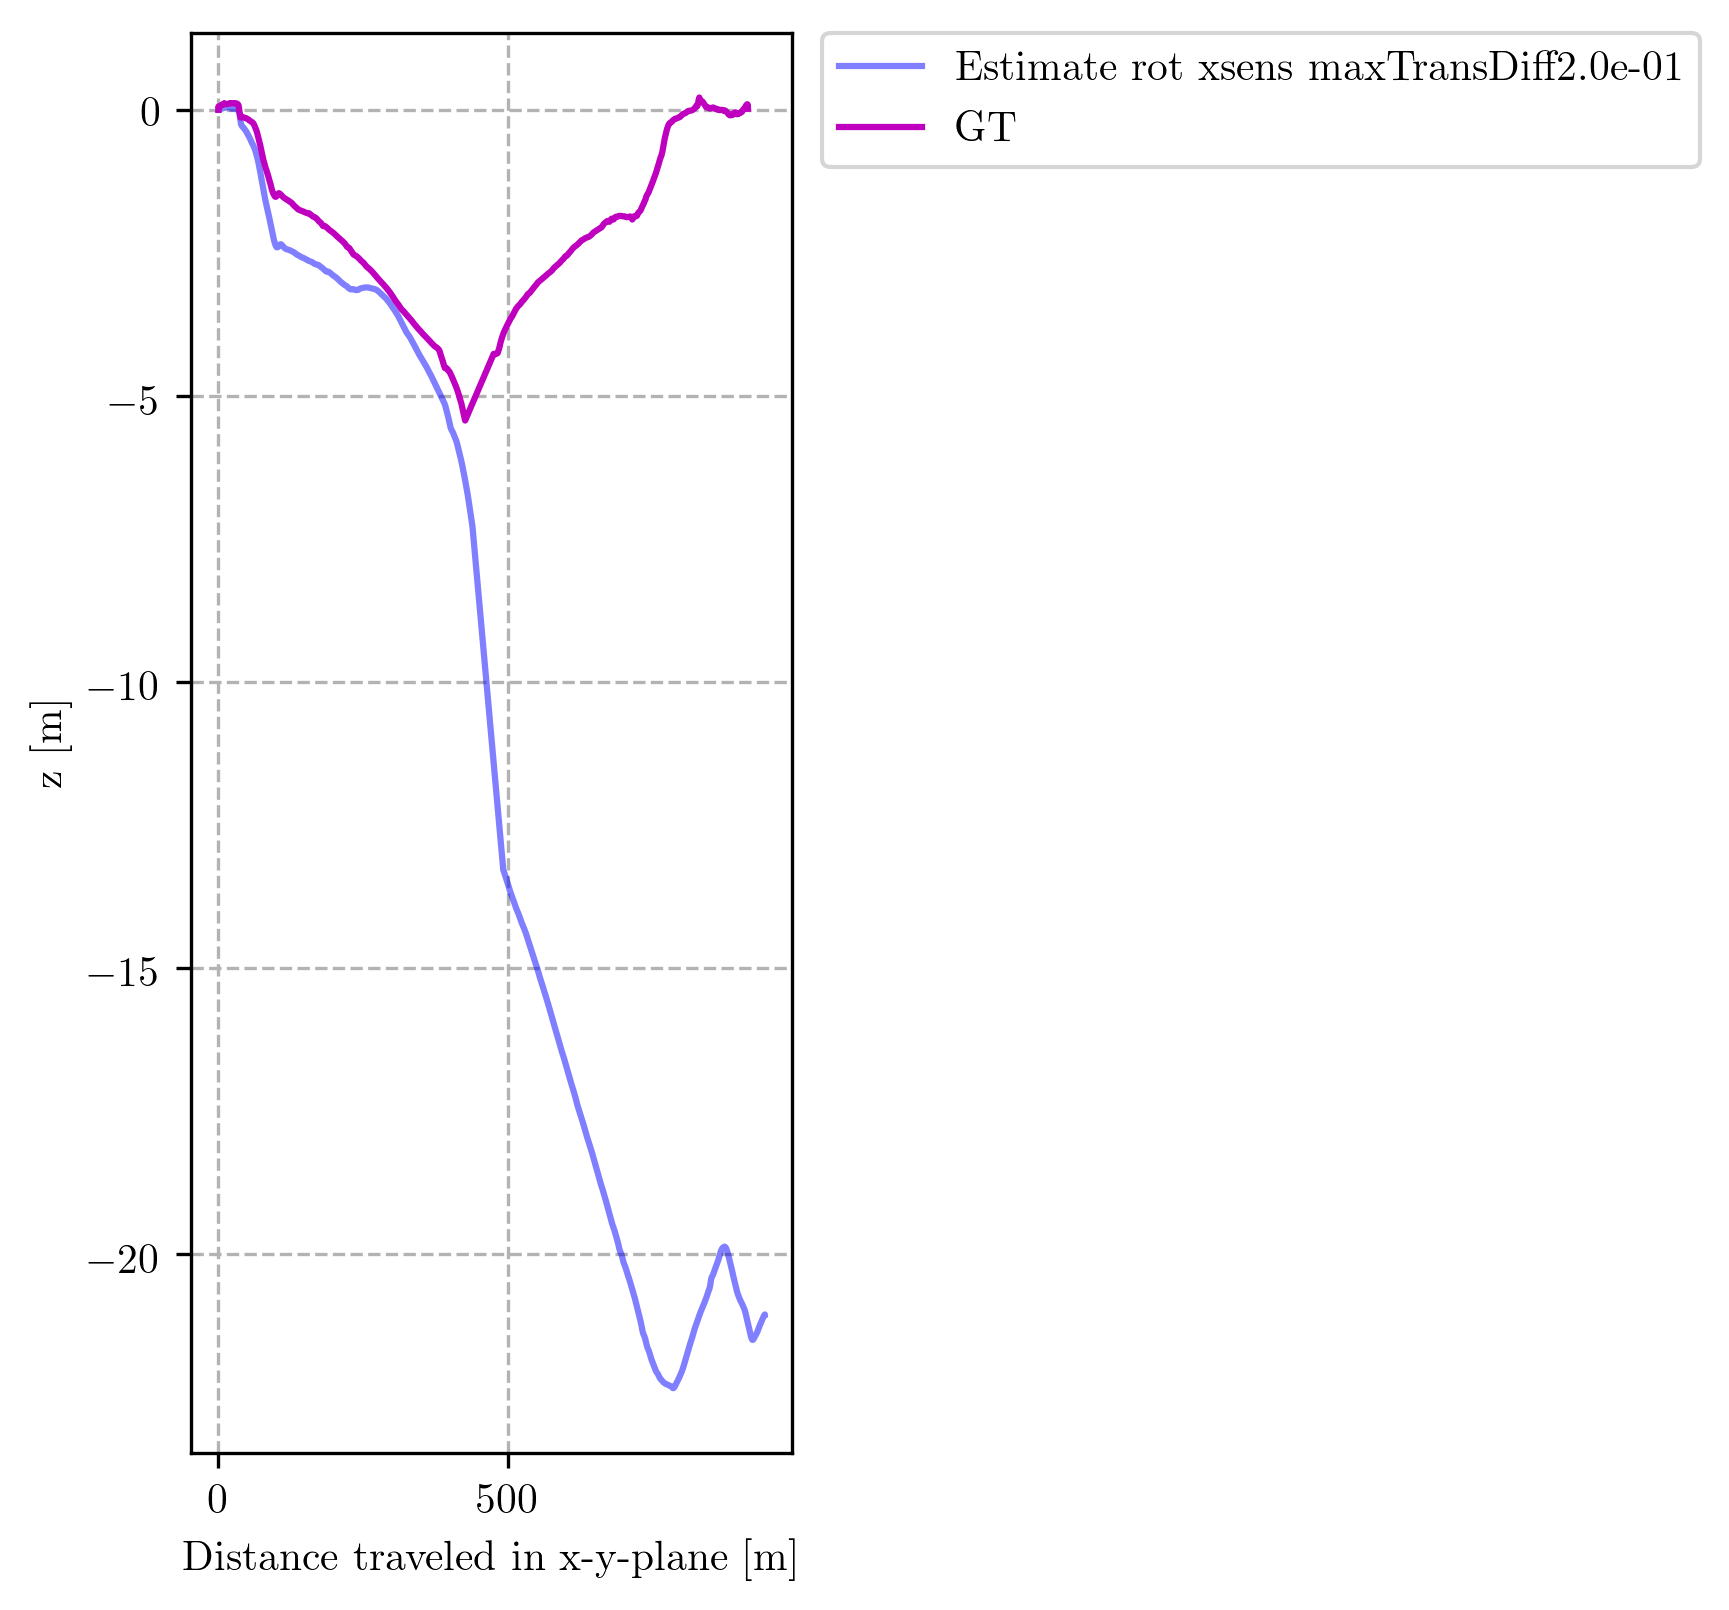 Estimate rot xsens maxTransDiff2.0e-01
GT
0
−5
−10
−15
−20
z [m]
0 500
Distance traveled in x-y-plane [m]